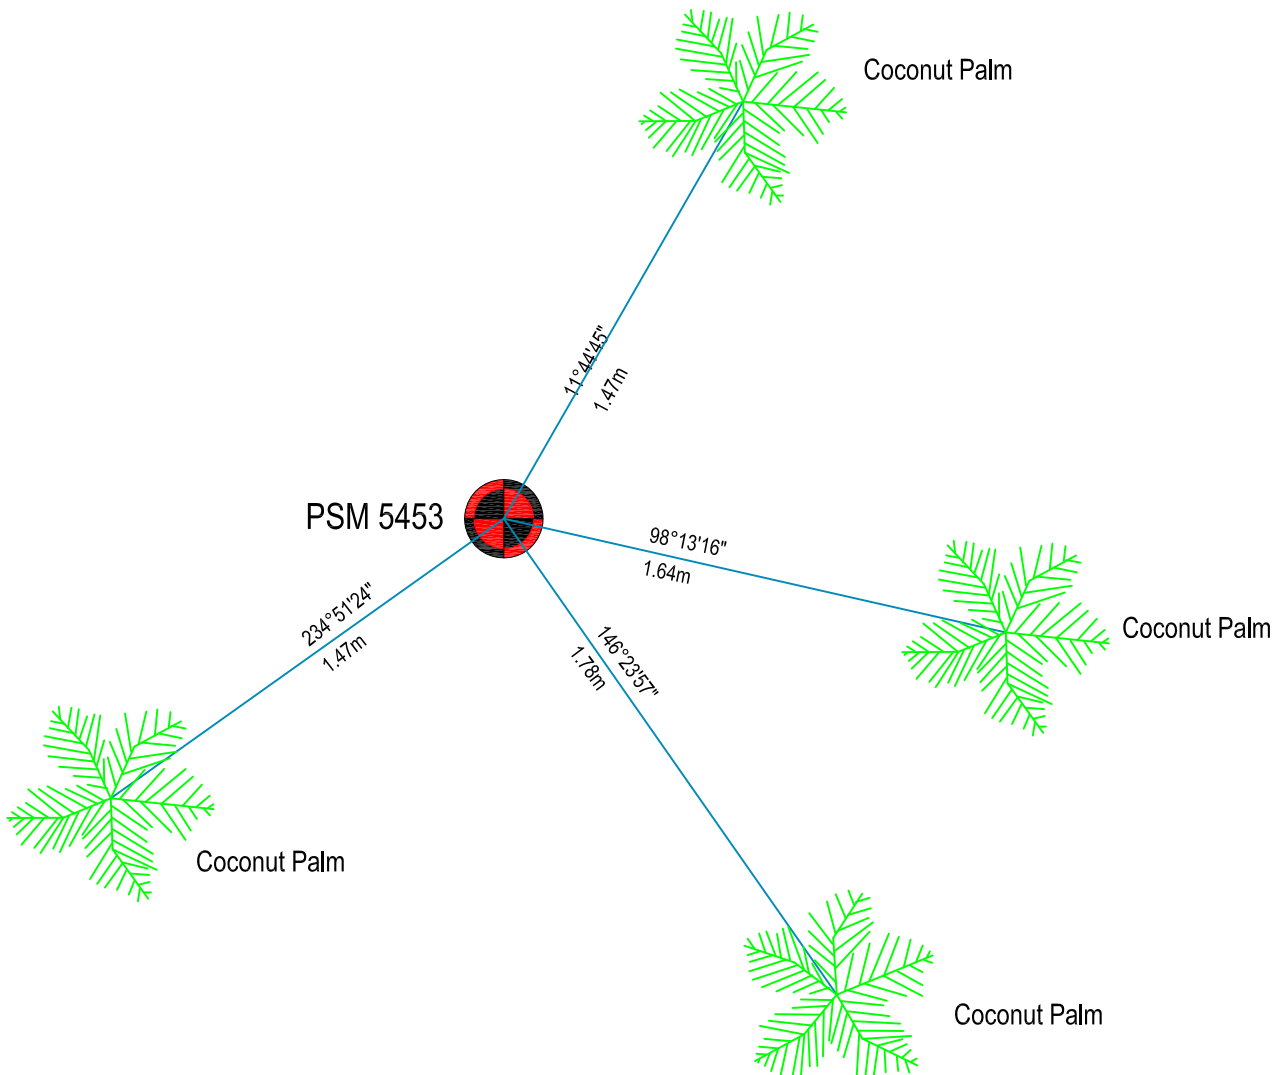 Coconut Palm
11°44'45"
1.47m
PSM 5453
98°13'16"
1.64m
234°51'24"
1.47m
146°23'57"
1.78m
Coconut Palm
Coconut Palm
Coconut Palm